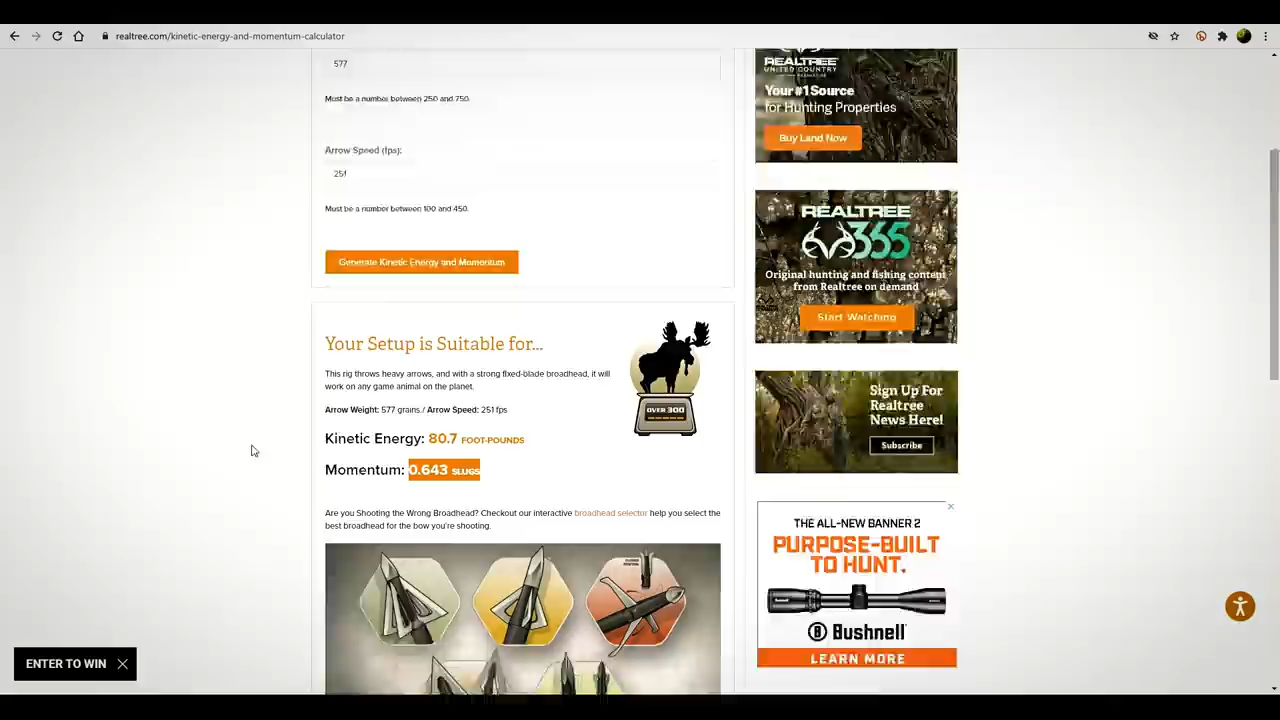 realtree.com/kinetic-energy-and-momentum-calculator
577
Must be a number between 250 and 750.
Arrow Speed (fps):
251
Must be a number between 100 and 450.
Generate Kinetic Energy and Momentum
Your Setup is Suitable for...
This rig throws heavy arrows, and with a strong fixed-blade broadhead, it will
work on any game animal on the planet.
Arrow Weight: 577 grains / Arrow Speed: 251 fps
Kinetic Energy: 80.7 FOOT-POUNDS
Momentum: 0.643 SLUGS
OVER 300
Are you Shooting the Wrong Broadhead? Checkout our interactive broadhead selector help you select the
best broadhead for the bow you're shooting.
REALTREE
UNITED COUNTRY
Your #1 Source
for Hunting Properties
Buy Land Now
REALTREE
365
Original hunting and fishing content
from Realtree on demand
Start Watching
Sign Up For
Realtree
News Here!
Subscribe
THE ALL-NEW BANNER 2
PURPOSE-BUILT
TO HUNT.
Bushnell
LEARN MORE
ENTER TO WIN